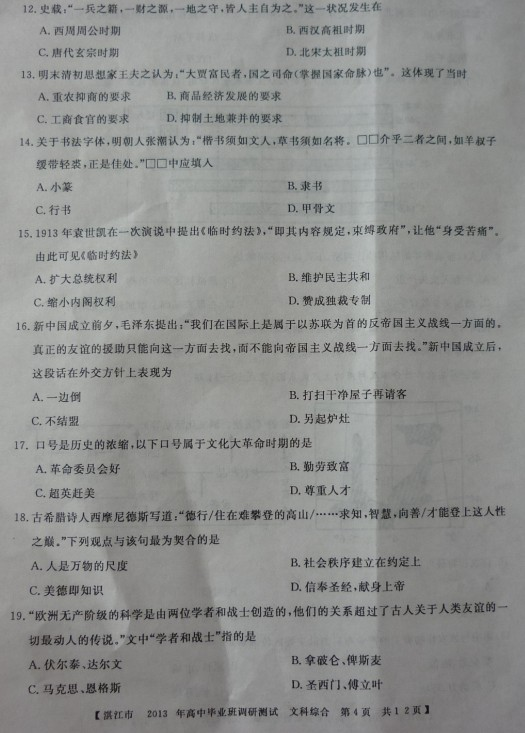 12.史载:“一兵之籍,一财之源,一地之守,皆人主自为之。”这一状况发生在
A.西周周公时期 B.西汉高祖时期
C.唐代玄宗时期 D.北宋太祖时期
13.明末清初思想家王夫之认为:“大贾富民者,国之司命(掌握国家命脉)也”。这体现了当时
A.重农抑商的要求 B.商品经济发展的要求
C.工商食官的要求 D.抑制土地兼并的要求
14.关于书法字体,明朝人张潮认为:“楷书须如文人,草书须如名将。□□介乎二者之间,如羊叔子
缓带轻裘,正是佳处。”□□中应填入
A.小篆 B.隶书
C.行书 D.甲骨文
15.1913年袁世凯在一次演说中提出《临时约法》,“即其内容规定,束缚政府”,让他“身受苦痛”。
由此可见《临时约法》
A.扩大总统权利 B.维护民主共和
C.缩小内阁权利 D.赞成独裁专制
16.新中国成立前夕,毛泽东提出:“我们在国际上是属于以苏联为首的反帝国主义战线一方面的。
真正的友谊的援助只能向这一方面去找,而不能向帝国主义战线一方面去找。”新中国成立后,
这段话在外交方针上表现为
A.一边倒 B.打扫干净屋子再请客
C.不结盟 D.另起炉灶
17.口号是历史的浓缩,以下口号属于文化大革命时期的是
A.革命委员会好 B.勤劳致富
C.超英赶美 D.尊重人才
18.古希腊诗人西摩尼德斯写道:“德行/住在难攀登的高山/……求知,智慧,向善/才能登上这人性
之巅。”下列观点与该句最为契合的是
A.人是万物的尺度 B.社会秩序建立在约定上
C.美德即知识 D.信奉圣经,献身上帝
19.“欧洲无产阶级的科学是由两位学者和战士创造的,他们的关系超过了古人关于人类友谊的一
切最动人的传说。”文中“学者和战士”指的是
A.伏尔泰、达尔文 B.拿破仑、俾斯麦
C.马克思、恩格斯 D.圣西门、傅立叶
【湛江市 2013 年高中毕业班调研测试 文科综合 第4页 共12页】